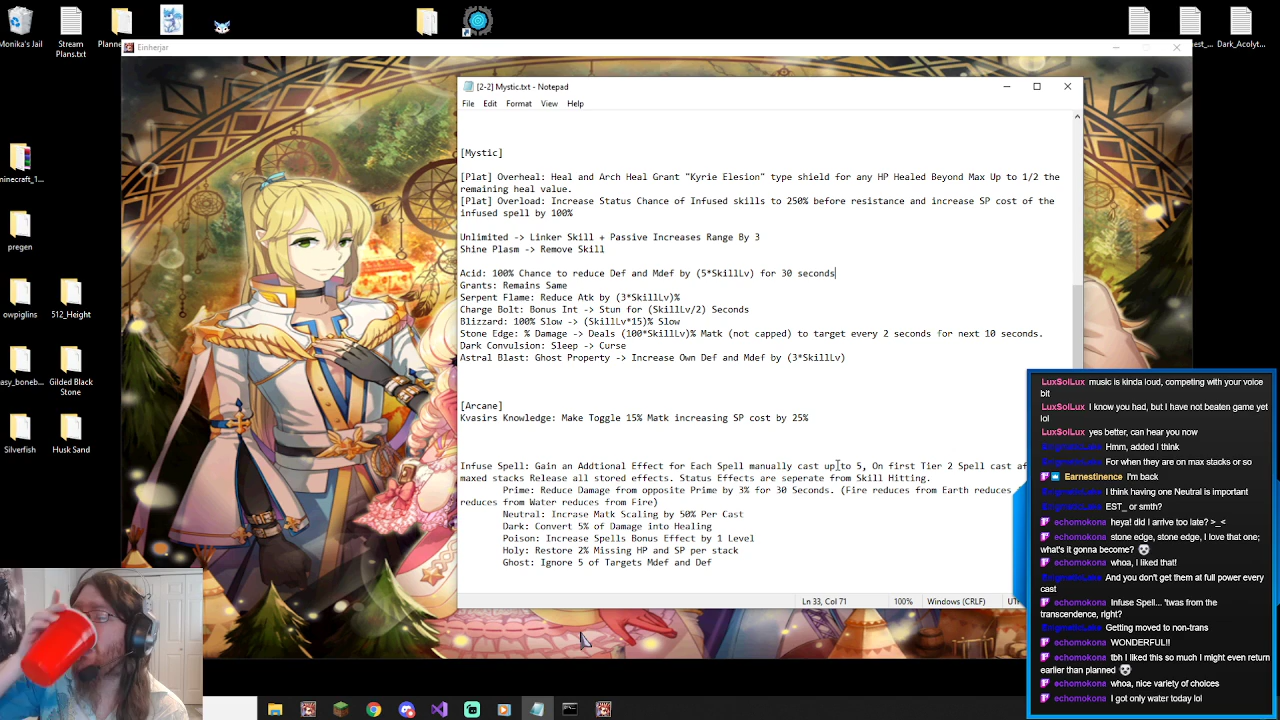 Monika's Jail
Stream
Plans.txt
Planne
est_...
Dark_Acolyt...
Einherjar
[2-2] Mystic.txt - Notepad
File Edit Format View Help
[Mystic]
[Plat] Overheal: Heal and Arch Heal Grant "Kyrie Elesion" type shield for any HP Healed Beyond Max Up to 1/2 the
remaining heal value.
[Plat] Overload: Increase Status Chance of Infused skills to 250% before resistance and increase SP cost of the
infused spell by 100%
Unlimited -> Linker Skill + Passive Increases Range By 3
Shine Plasm -> Remove Skill
Acid: 100% Chance to reduce Def and Mdef by (5*SkillLv) for 30 seconds
Grants: Remains Same
Serpent Flame: Reduce Atk by (3*SkillLv)%
Charge Bolt: Bonus Int -> Stun for (SkillLv/2) Seconds
Blizzard: 100% Slow -> (SkillLv*15)% Slow
Stone Edge: % Damage -> Deals (100*SkillLv)% Matk (not capped) to target every 2 seconds for next 10 seconds.
Dark Convulsion: Sleep -> Curse
Astral Blast: Ghost Property -> Increase Own Def and Mdef by (3*SkillLv)
[Arcane]
Kvasirs Knowledge: Make Toggle 15% Matk increasing SP cost by 25%
Infuse Spell: Gain an Addtional Effect for Each Spell manually cast up to 5, On first Tier 2 Spell cast af
maxed stacks Release all stored effects. Status Effects are seperate from Skill Hitting.
Prime: Reduce Damage from opposite Prime by 3% for 30 Seconds. (Fire reduces from Earth reduces
reduces from Water reduces from Fire)
Neutral: Incrase Matk Scaling by 50% Per Cast
Dark: Convert 5% of Damage into Healing
Poison: Increase Spells Bonus Effect by 1 Level
Holy: Restore 2% Missing HP and SP per stack
Ghost: Ignore 5 of Targets Mdef and Def
Ln 33, Col 71 100% Windows (CRLF) UT
minecraft_1...
pregen
owpiglins
512_Height
asy_boneb...
Gilded Black
Stone
Silverfish
Husk Sand
LuxSolLux music is kinda loud, competing with your voice
bit
LuxSolLux I know you had, but I have not beaten game yet
lol
LuxSolLux yes better, can hear you now
Hmm, added I think
For when they are on max stacks or so
Earnestinence I'm back
I think having one Neutral is important
EST_ or smth?
echomokona heya! did I arrive too late? >_<
echomokona stone edge, stone edge, I love that one;
what's it gonna become?
echomokona whoa, I liked that!
And you don't get them at full power every
cast
echomokona Infuse Spell... 'twas from the
transcendence, right?
Getting moved to non-trans
echomokona WONDERFUL!!
echomokona tbh I liked this so much I might even return
earlier than planned
echomokona whoa, nice variety of choices
echomokona I got only water today lol